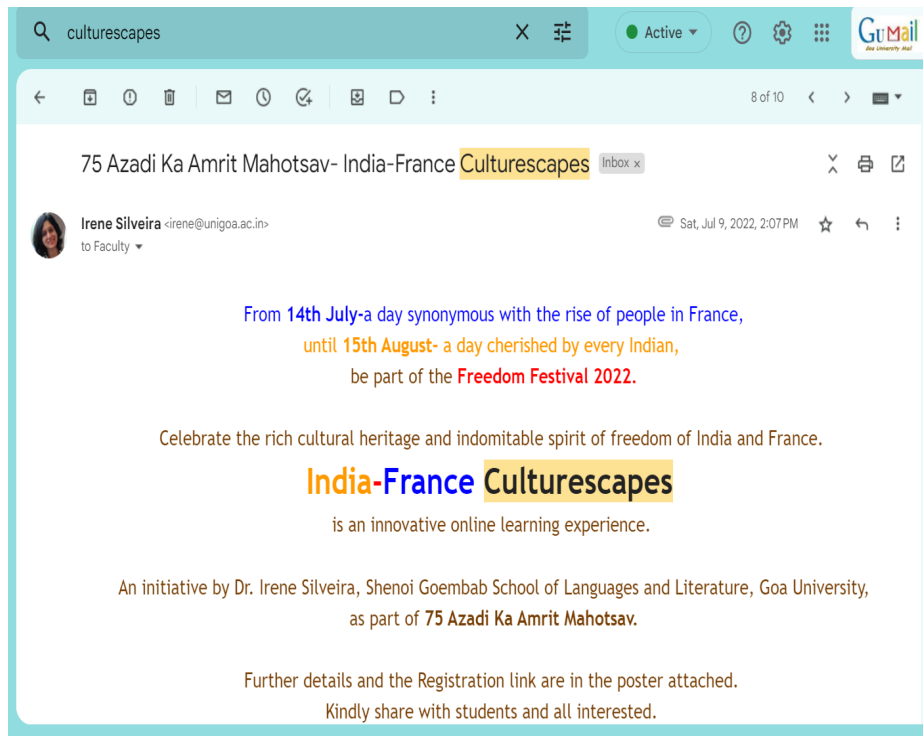 culturescapes
Active
GU Mail
Goa University Mail
8 of 10
75 Azadi Ka Amrit Mahotsav- India-France Culturescapes Inbox x
Irene Silveira <irene@unigoa.ac.in> Sat, Jul 9, 2022, 2:07 PM
to Faculty
From 14th July-a day synonymous with the rise of people in France,
until 15th August- a day cherished by every Indian,
be part of the Freedom Festival 2022.
Celebrate the rich cultural heritage and indomitable spirit of freedom of India and France.
India-France Culturescapes
is an innovative online learning experience.
An initiative by Dr. Irene Silveira, Shenoi Goembab School of Languages and Literature, Goa University,
as part of 75 Azadi Ka Amrit Mahotsav.
Further details and the Registration link are in the poster attached.
Kindly share with students and all interested.